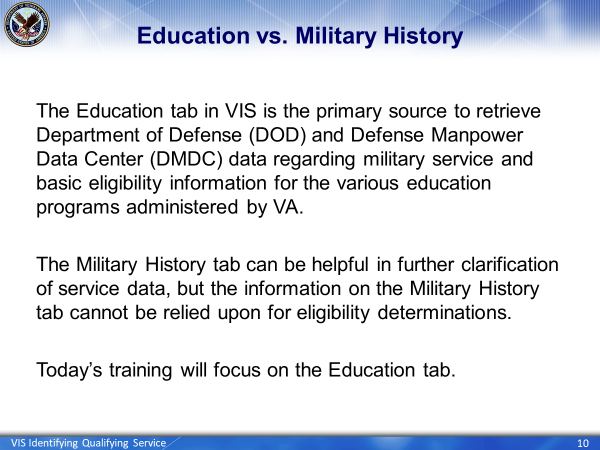 Education vs. Military History
The Education tab in VIS is the primary source to retrieve
Department of Defense (DOD) and Defense Manpower
Data Center (DMDC) data regarding military service and
basic eligibility information for the various education
programs administered by VA.
The Military History tab can be helpful in further clarification
of service data, but the information on the Military History
tab cannot be relied upon for eligibility determinations.
Today’s training will focus on the Education tab.
VIS Identifying Qualifying Service
10